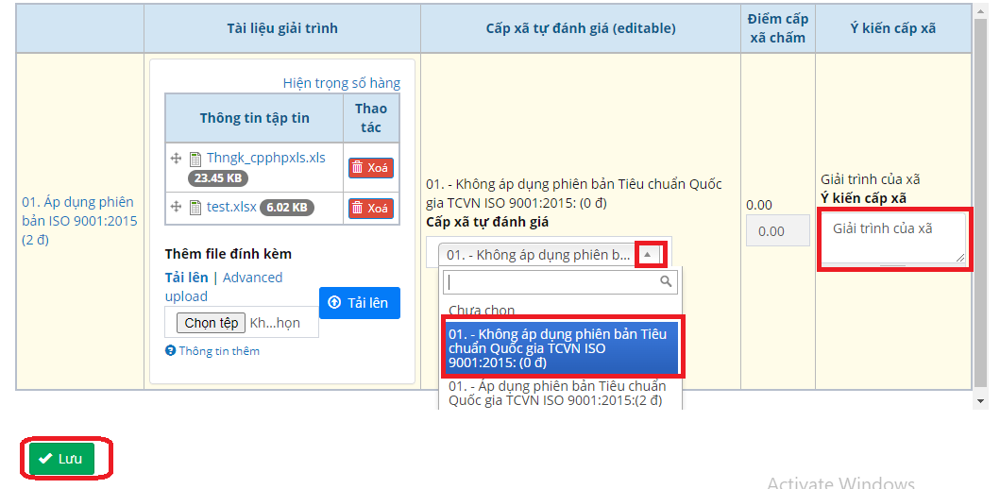 Tài liệu giải trình
Cấp xã tự đánh giá (editable)
Điểm cấp
xã chấm
Ý kiến cấp xã
01. Áp dụng phiên
bản ISO 9001:2015
(2 đ)
Hiện trọng số hàng
Thông tin tập tin
Thao
tác
Thngk_cpphpxls.xls
23.45 KB
Xoá
test.xlsx 6.02 KB
Xoá
Thêm file đính kèm
Tải lên | Advanced
upload
Chọn tệp Kh...họn
Tải lên
Thông tin thêm
01. - Không áp dụng phiên bản Tiêu chuẩn Quốc
gia TCVN ISO 9001:2015: (0 đ)
Cấp xã tự đánh giá
01. - Không áp dụng phiên b...
Chưa chọn
01. - Không áp dụng phiên bản Tiêu
chuẩn Quốc gia TCVN ISO
9001:2015: (0 đ)
01. - Áp dụng phiên bản Tiêu chuẩn
Quốc gia TCVN ISO 9001:2015:(2 đ)
0.00
0.00
Giải trình của xã
Ý kiến cấp xã
Giải trình của xã
Lưu
Activate Windows